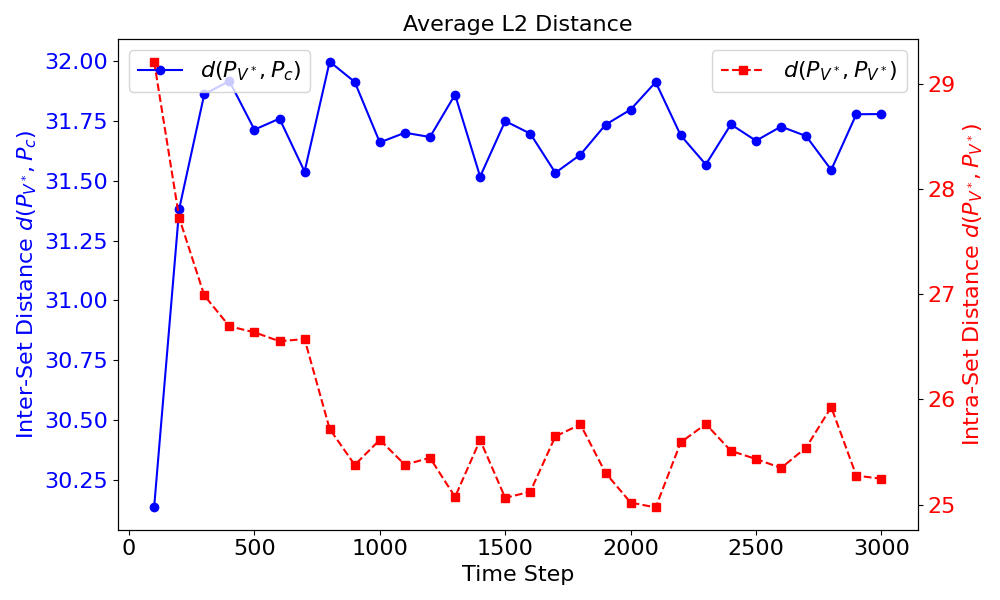 Average L2 Distance
d(P_{V*}, P_c)
d(P_{V*}, P_{V*})
Inter-Set Distance d(P_{V*}, P_c)
32.00
31.75
31.50
31.25
31.00
30.75
30.50
30.25
29
28
27
26
25
Intra-Set Distance d(P_{V*}, P_{V*})
0 500 1000 1500 2000 2500 3000
Time Step